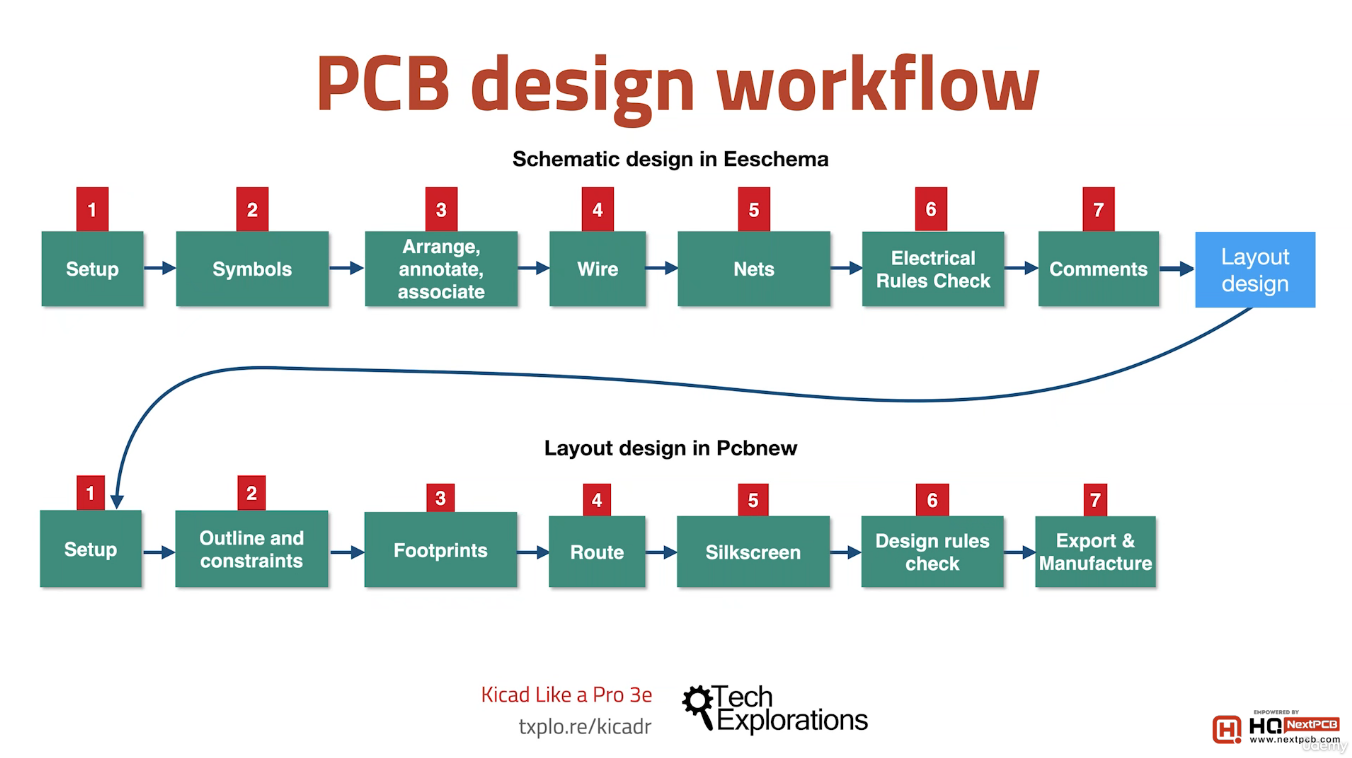 PCB design workflow
Schematic design in Eeschema
1
2
3
4
5
6
7
Setup
Symbols
Arrange,
annotate,
associate
Wire
Nets
Electrical
Rules Check
Comments
Layout
design
Layout design in Pcbnew
1
2
3
4
5
6
7
Setup
Outline and
constraints
Footprints
Route
Silkscreen
Design rules
check
Export &
Manufacture
Kicad Like a Pro 3e
txplo.re/kicadr
Tech
Explorations
EMPOWERED BY
HQ NextPCB
www.nextpcb.com
udemy